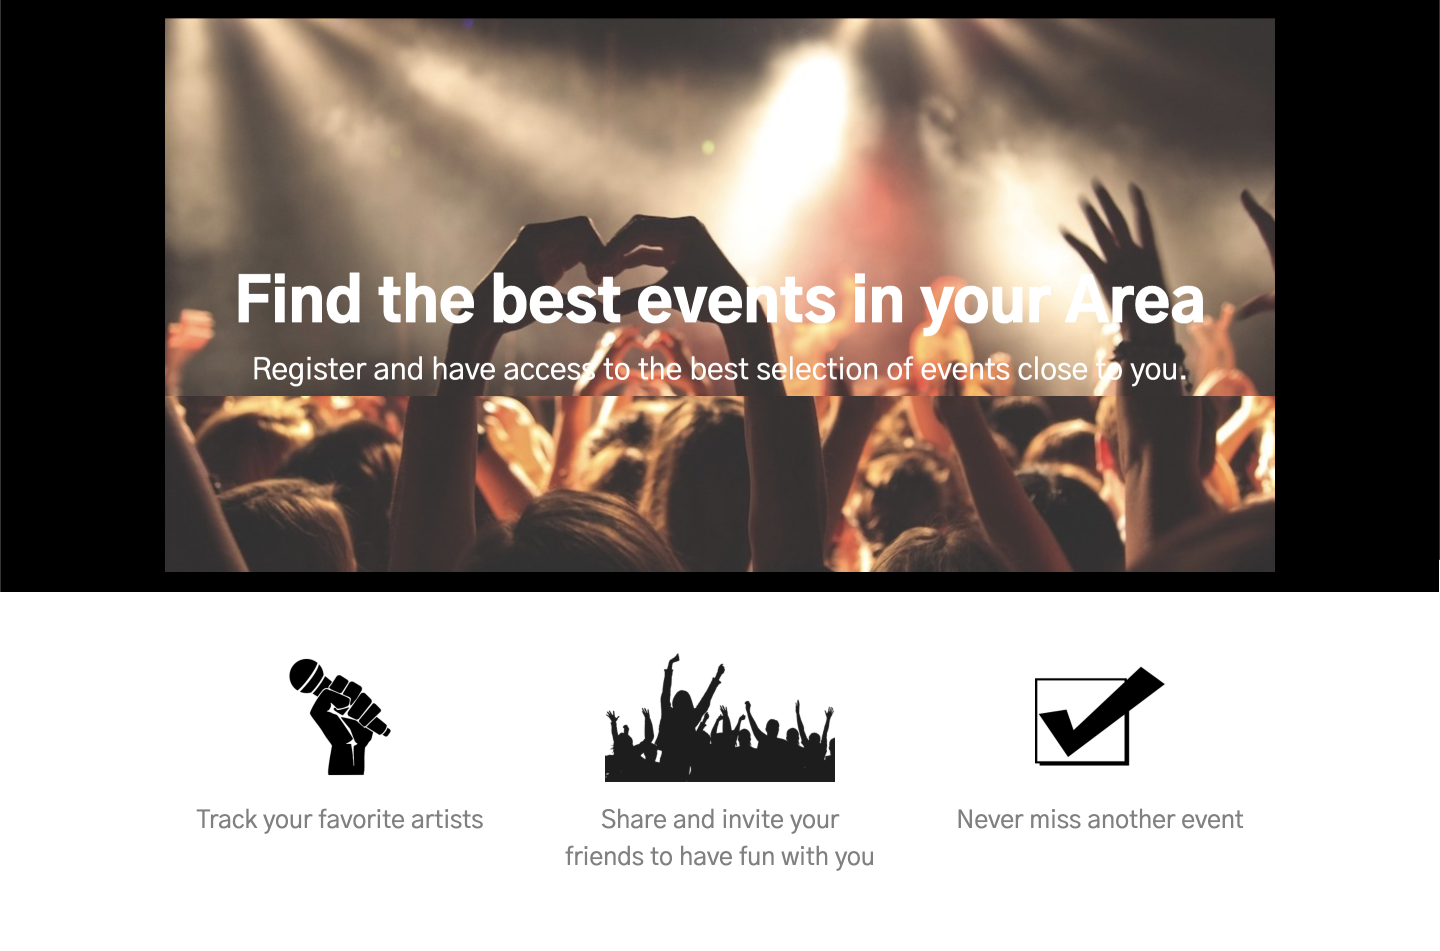 Find the best events in your Area
Register and have access to the best selection of events close to you.
Track your favorite artists
Share and invite your
friends to have fun with you
Never miss another event